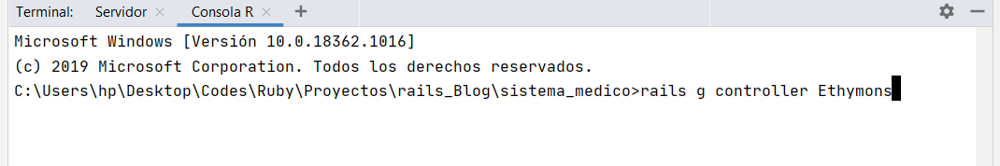 Terminal: Servidor × Consola R × +
Microsoft Windows [Versión 10.0.18362.1016]
(c) 2019 Microsoft Corporation. Todos los derechos reservados.
C:\Users\hp\Desktop\Codes\Ruby\Proyectos\rails_Blog\sistema_medico>rails g controller Ethymons